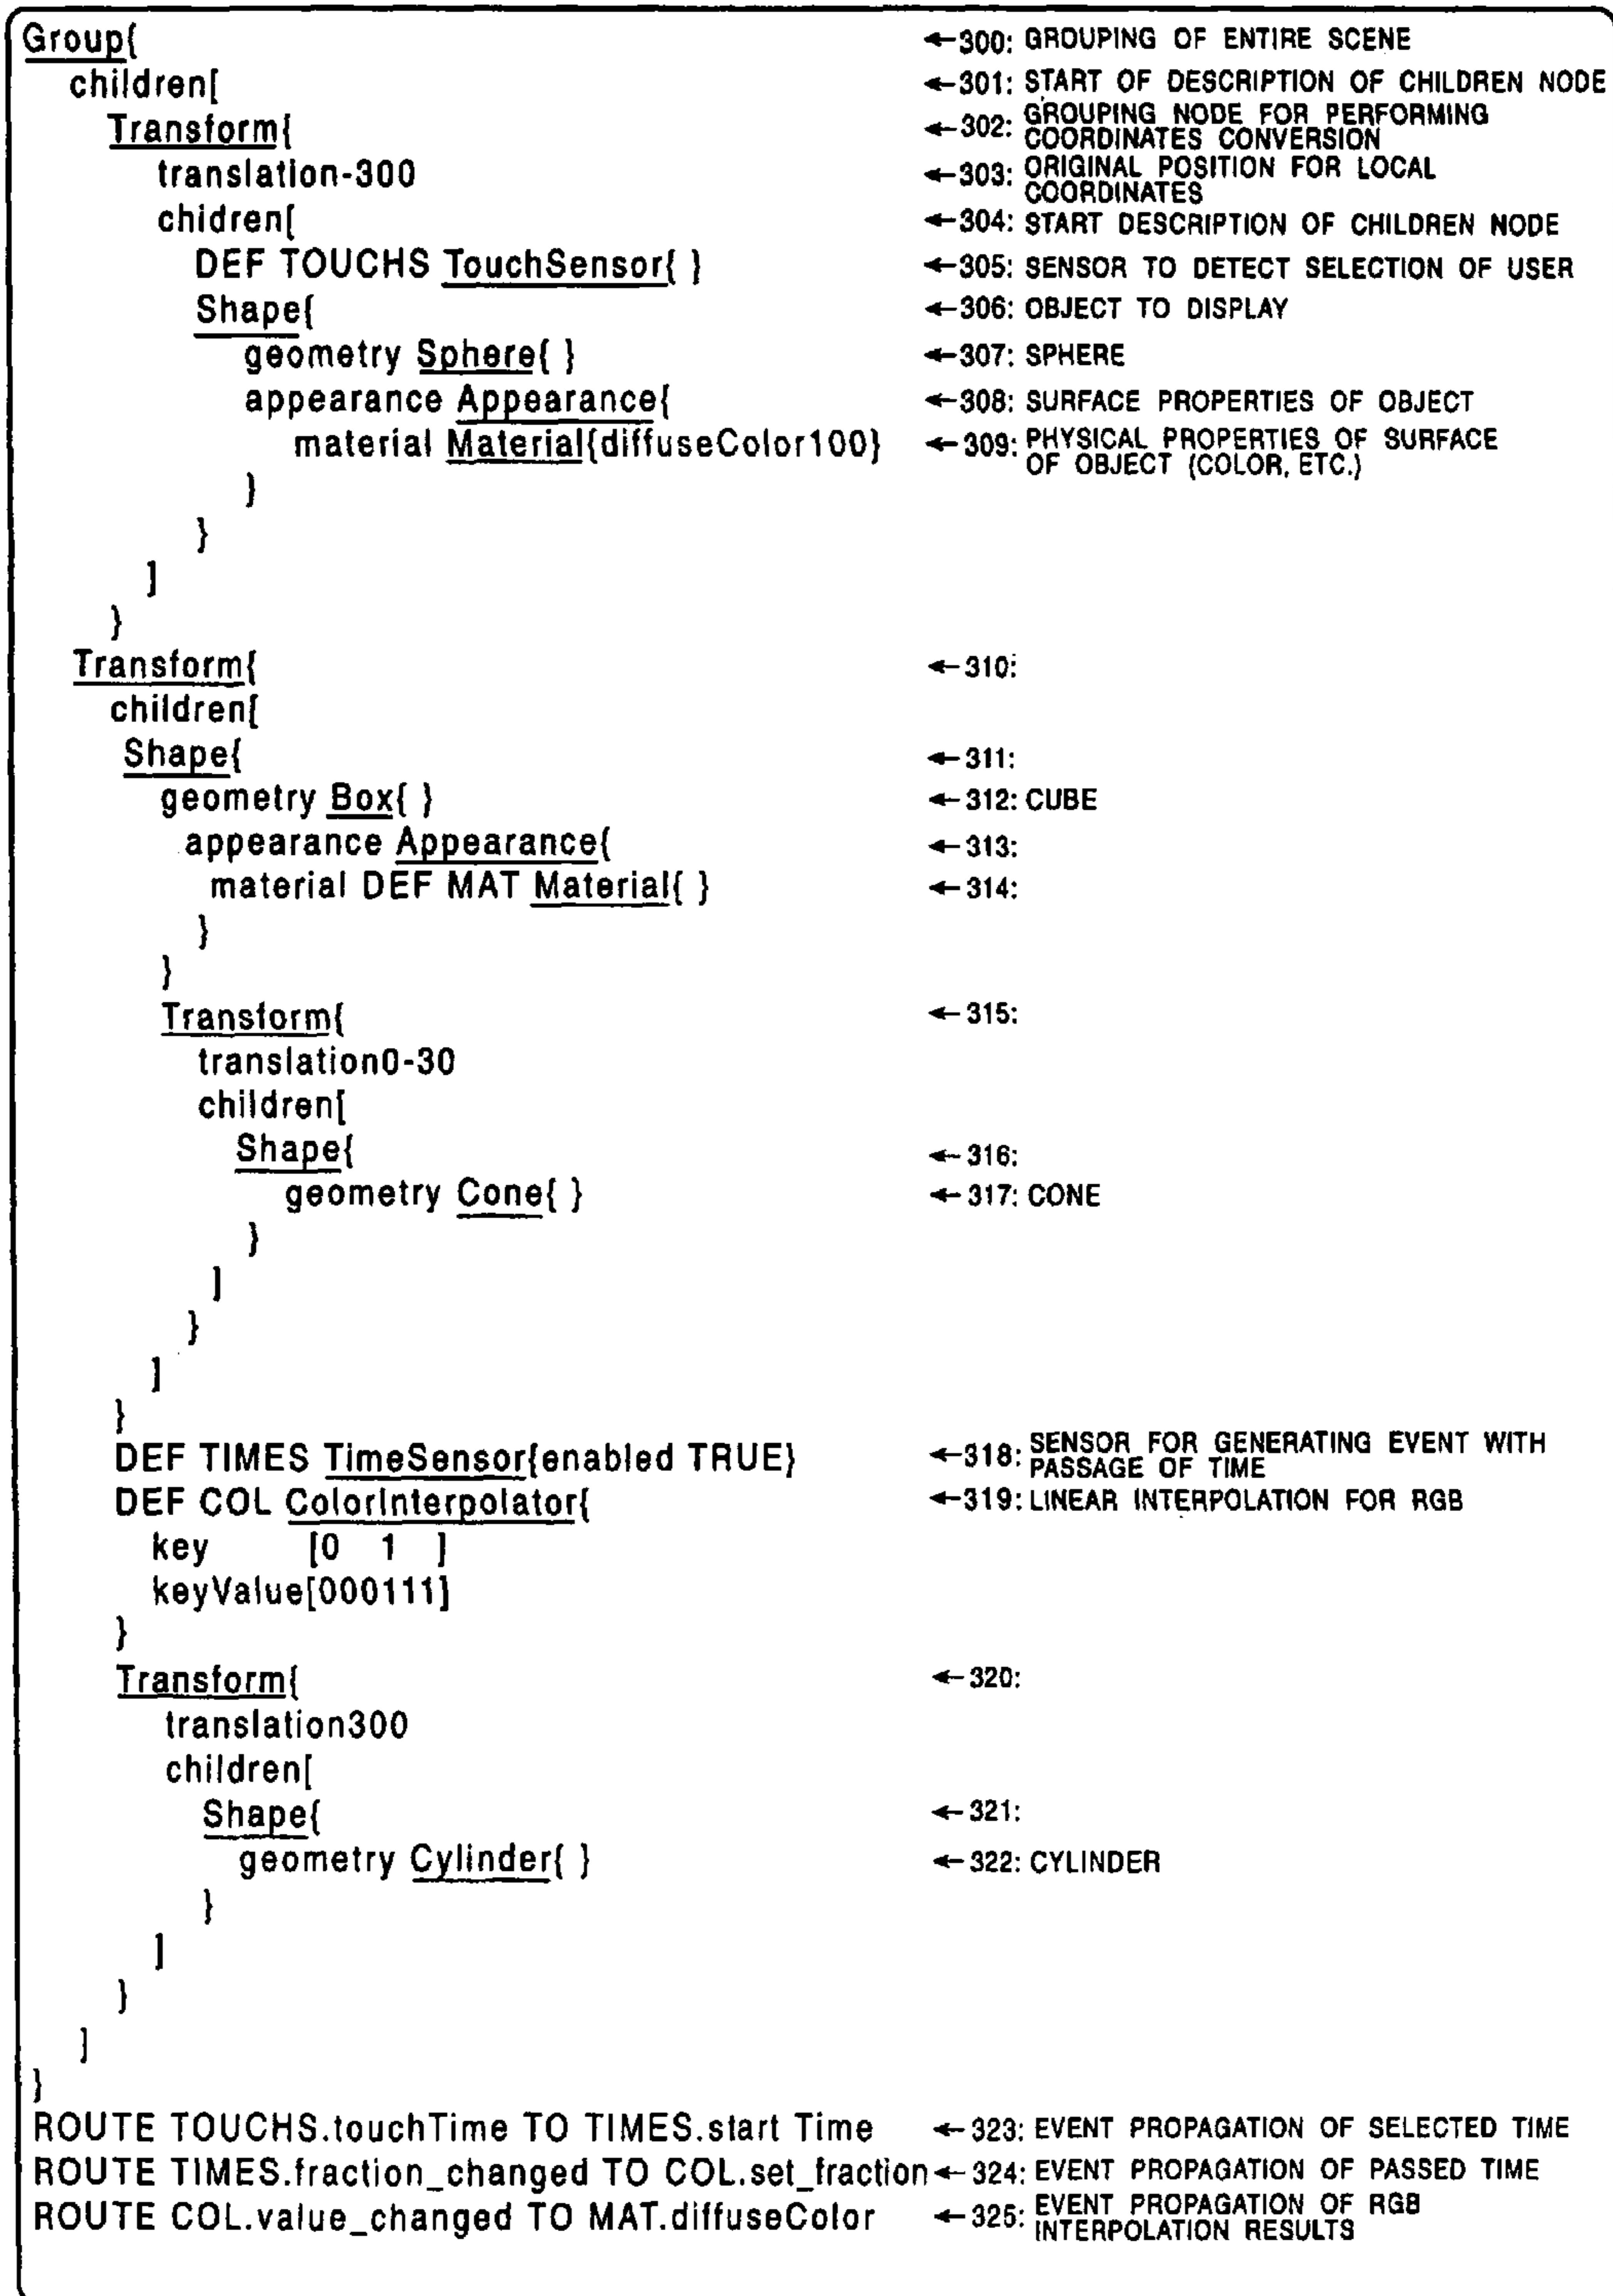 Group{ ←300: GROUPING OF ENTIRE SCENE
children[ ←301: START OF DESCRIPTION OF CHILDREN NODE
Transform{ ←302: GROUPING NODE FOR PERFORMING
COORDINATES CONVERSION
translation-300 ←303: ORIGINAL POSITION FOR LOCAL
COORDINATES
chidren[ ←304: START DESCRIPTION OF CHILDREN NODE
DEF TOUCHS TouchSensor{ } ←305: SENSOR TO DETECT SELECTION OF USER
Shape{ ←306: OBJECT TO DISPLAY
geometry Sphere{ } ←307: SPHERE
appearance Appearance{ ←308: SURFACE PROPERTIES OF OBJECT
material Material{diffuseColor100} ←309: PHYSICAL PROPERTIES OF SURFACE
OF OBJECT (COLOR, ETC.)
}
}
]
}
Transform{ ←310:
children[
Shape{ ←311:
geometry Box{ } ←312: CUBE
appearance Appearance{ ←313:
material DEF MAT Material{ } ←314:
}
}
Transform{ ←315:
translation0-30
children[
Shape{ ←316:
geometry Cone{ } ←317: CONE
}
]
}
]
}
DEF TIMES TimeSensor{enabled TRUE} ←318: SENSOR FOR GENERATING EVENT WITH
PASSAGE OF TIME
DEF COL ColorInterpolator{ ←319: LINEAR INTERPOLATION FOR RGB
key [0 1 ]
keyValue[000111]
}
Transform{ ←320:
translation300
children[
Shape{ ←321:
geometry Cylinder{ } ←322: CYLINDER
}
]
}
]
}
ROUTE TOUCHS.touchTime TO TIMES.start Time ←323: EVENT PROPAGATION OF SELECTED TIME
ROUTE TIMES.fraction_changed TO COL.set_fraction ←324: EVENT PROPAGATION OF PASSED TIME
ROUTE COL.value_changed TO MAT.diffuseColor ←325: EVENT PROPAGATION OF RGB
INTERPOLATION RESULTS